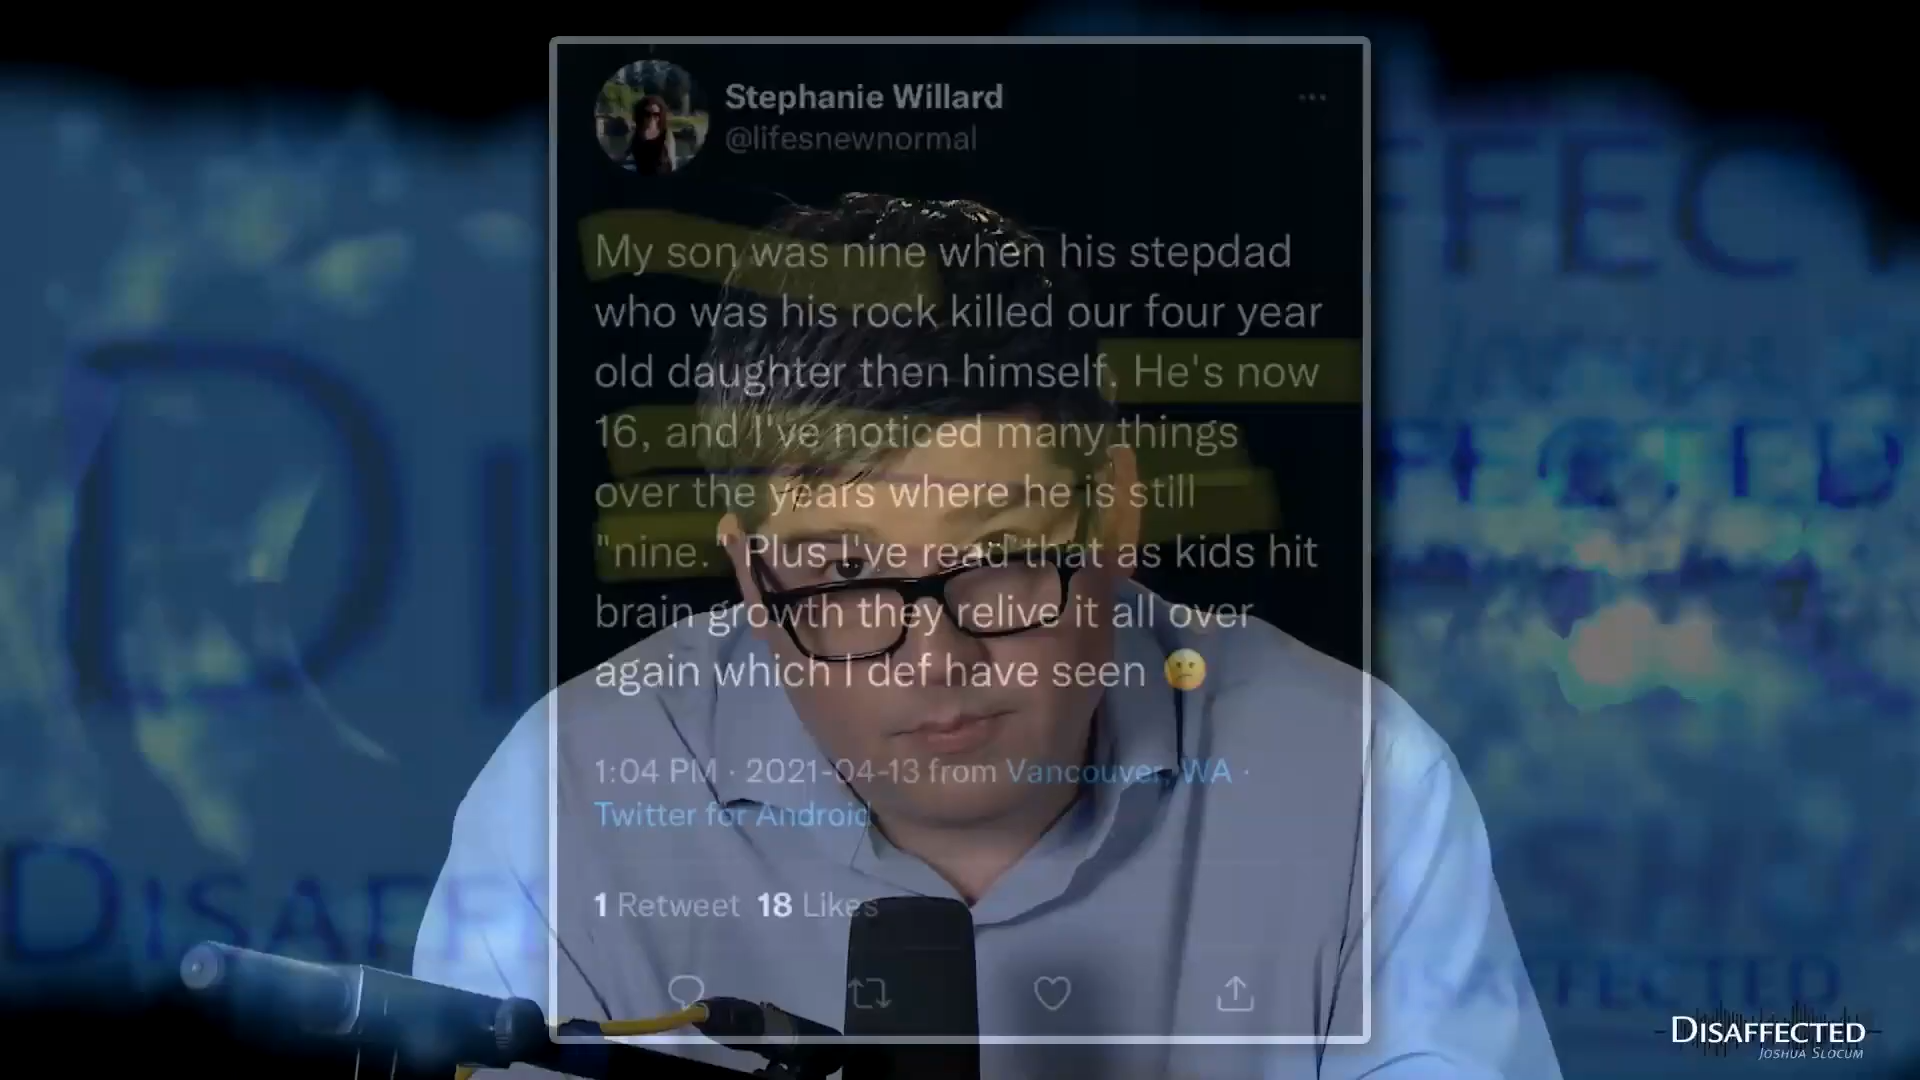 Stephanie Willard
@lifesnewnormal
My son was nine when his stepdad
who was his rock killed our four year
old daughter then himself. He's now
16, and I've noticed many things
over the years where he is still
"nine." Plus I've read that as kids hit
brain growth they relive it all over
again which I def have seen 😕
1:04 PM · 2021-04-13 from Vancouver, WA ·
Twitter for Android
1 Retweet 18 Likes
FFEC
D
FFECTED
DISAFFE
DISAFFECTED
DISAFFECTED
JOSHUA SLOCUM